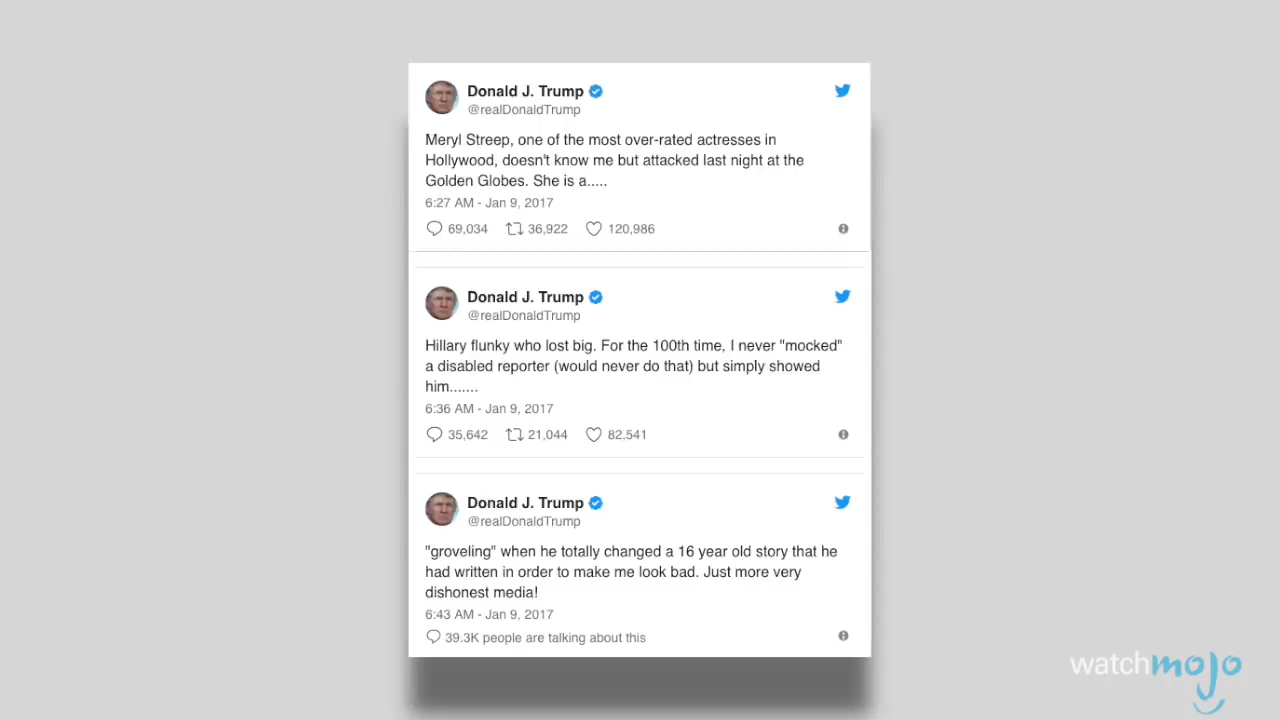 Donald J. Trump
@realDonaldTrump
Meryl Streep, one of the most over-rated actresses in
Hollywood, doesn't know me but attacked last night at the
Golden Globes. She is a.....
6:27 AM - Jan 9, 2017
69,034 36,922 120,986
Donald J. Trump
@realDonaldTrump
Hillary flunky who lost big. For the 100th time, I never "mocked"
a disabled reporter (would never do that) but simply showed
him.......
6:36 AM - Jan 9, 2017
35,642 21,044 82,541
Donald J. Trump
@realDonaldTrump
"groveling" when he totally changed a 16 year old story that he
had written in order to make me look bad. Just more very
dishonest media!
6:43 AM - Jan 9, 2017
39.3K people are talking about this
watchmojo